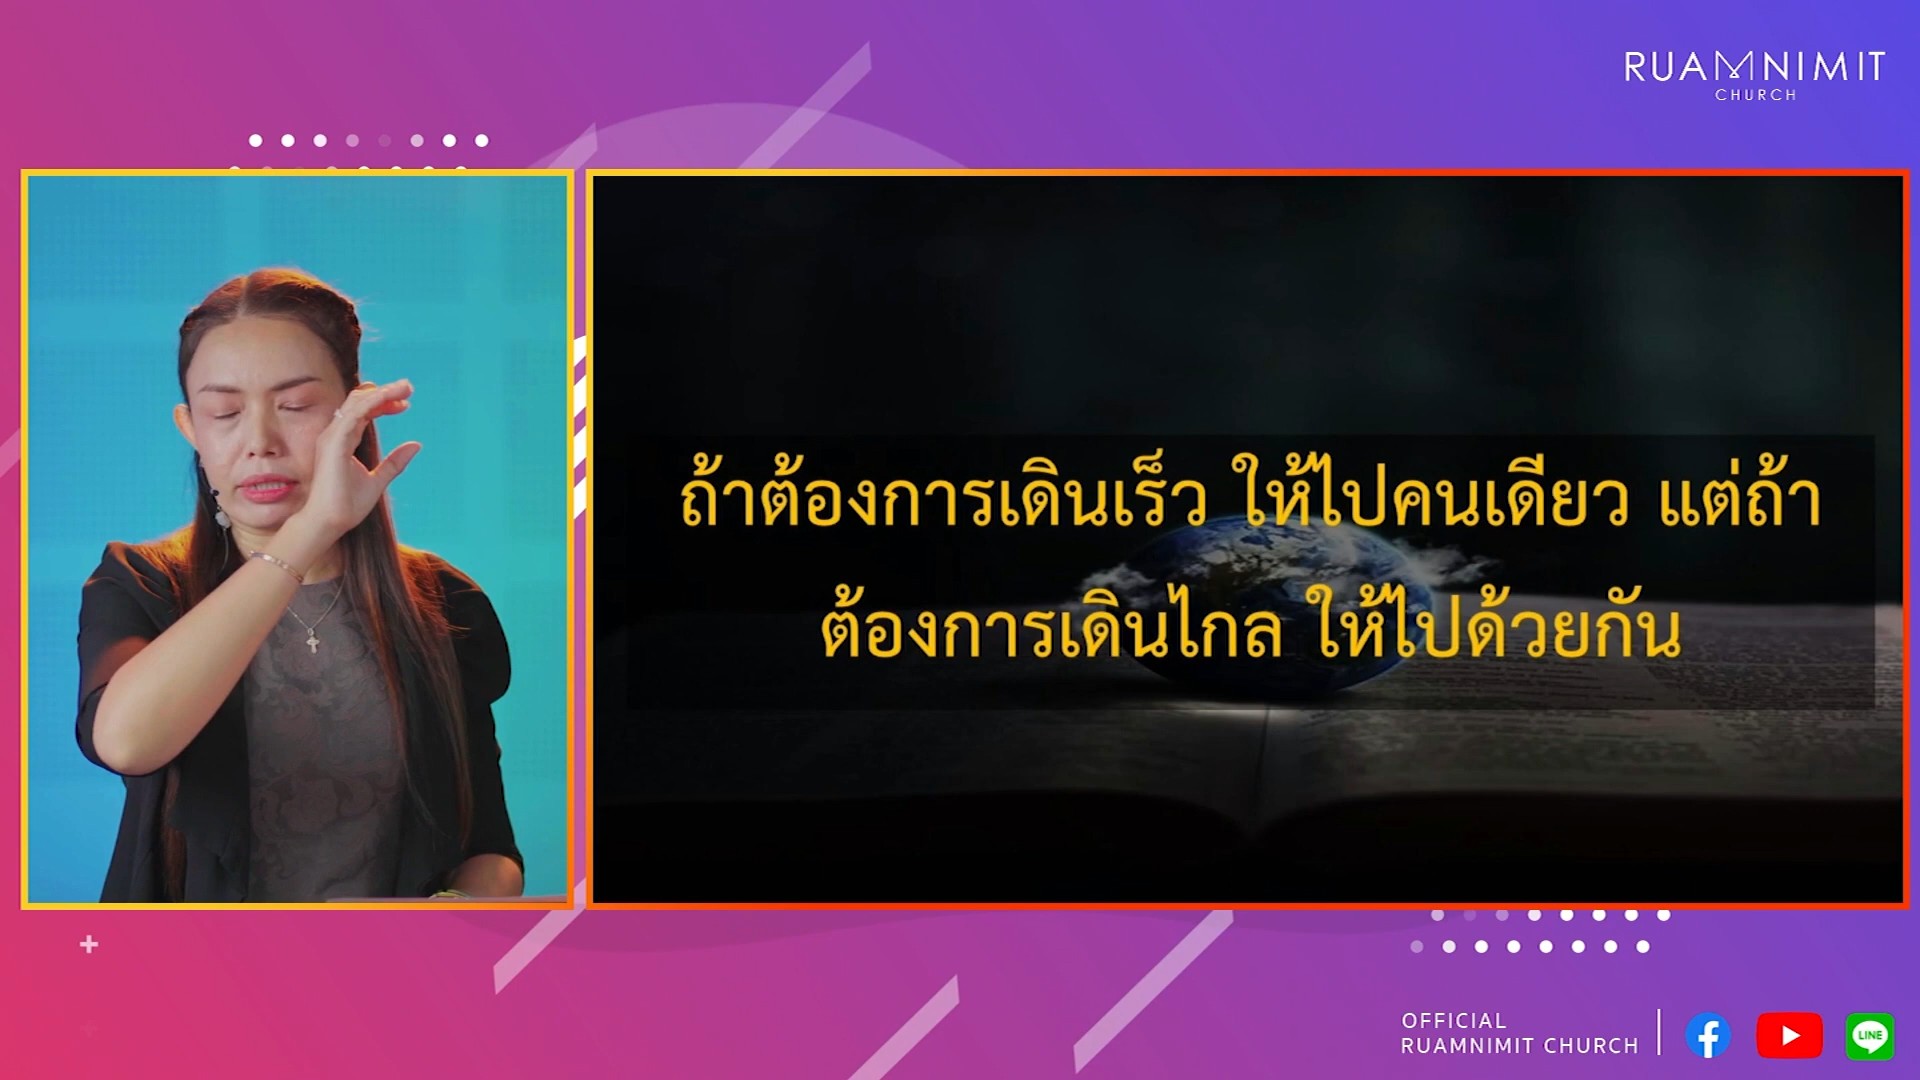 RUAMNIMIT
CHURCH
ถ้าต้องการเดินเร็ว ให้ไปคนเดียว แต่ถ้า
ต้องการเดินไกล ให้ไปด้วยกัน
OFFICIAL
RUAMNIMIT CHURCH
LINE